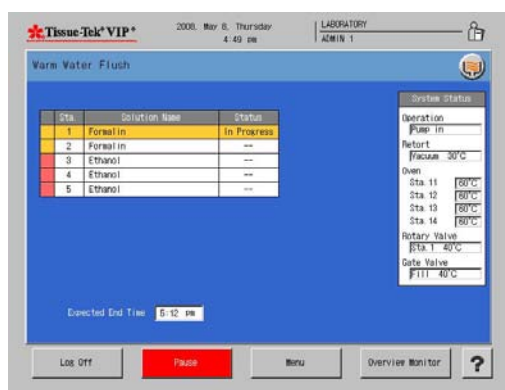 Tissue-Tek® VIP®
2008. May 8, Thursday
4:49 pm
LABORATORY
ADMIN 1
Warm Water Flush
Sta. Solution Name Status
1 Formalin In Progress
2 Formalin --
3 Ethanol --
4 Ethanol --
5 Ethanol --
Expected End Time 5:12 pm
System Status
Operation
Pump in
Retort
Vacuum 30°C
Oven
Sta. 11 60°C
Sta. 12 60°C
Sta. 13 60°C
Sta. 14 60°C
Rotary Valve
Sta. 1 40°C
Gate Valve
Fill 40°C
Log Off
Pause
Menu
Overview Monitor
?